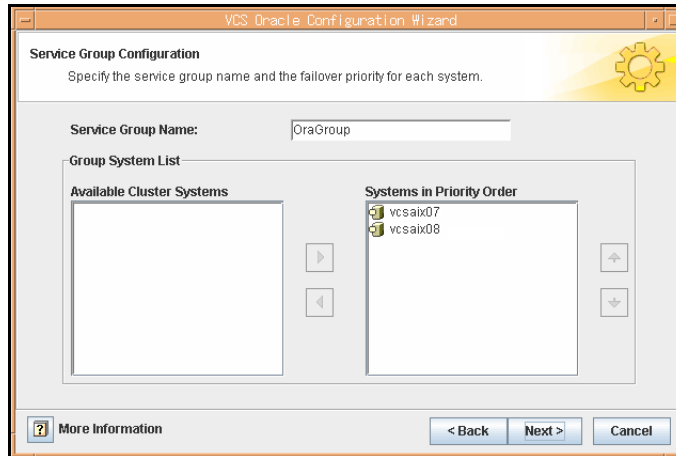 VCS Oracle Configuration Wizard
Service Group Configuration
Specify the service group name and the failover priority for each system.
Service Group Name:
OraGroup
Group System List
Available Cluster Systems
Systems in Priority Order
vcsaix07
vcsaix08
?
More Information
< Back
Next >
Cancel